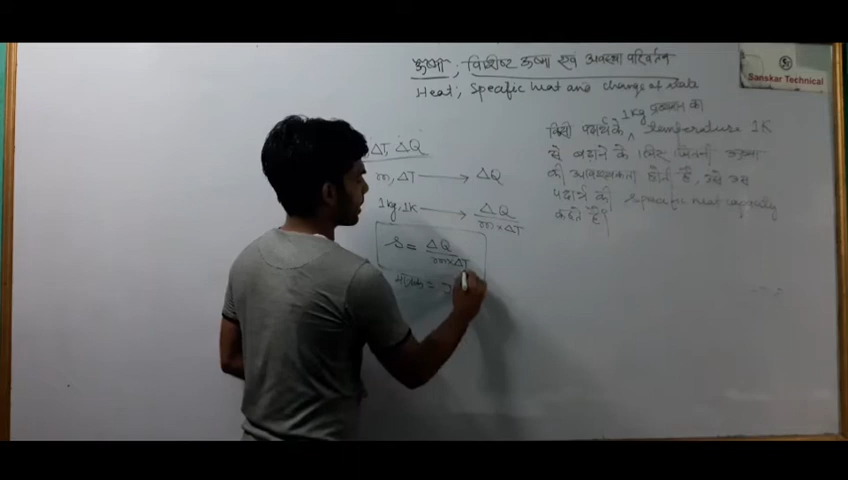 ऊष्मा ; विशिष्ट ऊष्मा एवं अवस्था परिवर्तन
Heat; Specific heat and change of state
Sanskar Technical
, ΔT, ΔQ
m, ΔT → ΔQ
1kg, 1K → ΔQ / m×ΔT
S = ΔQ / m×ΔT
मात्रक = J
1kg द्रव्यमान का
किसी पदार्थ के ^ temperature 1K
से बढ़ाने के लिए जितनी ऊष्मा
की आवश्यकता होती है, उसे उस
पदार्थ की specific heat capacity
कहते हैं।